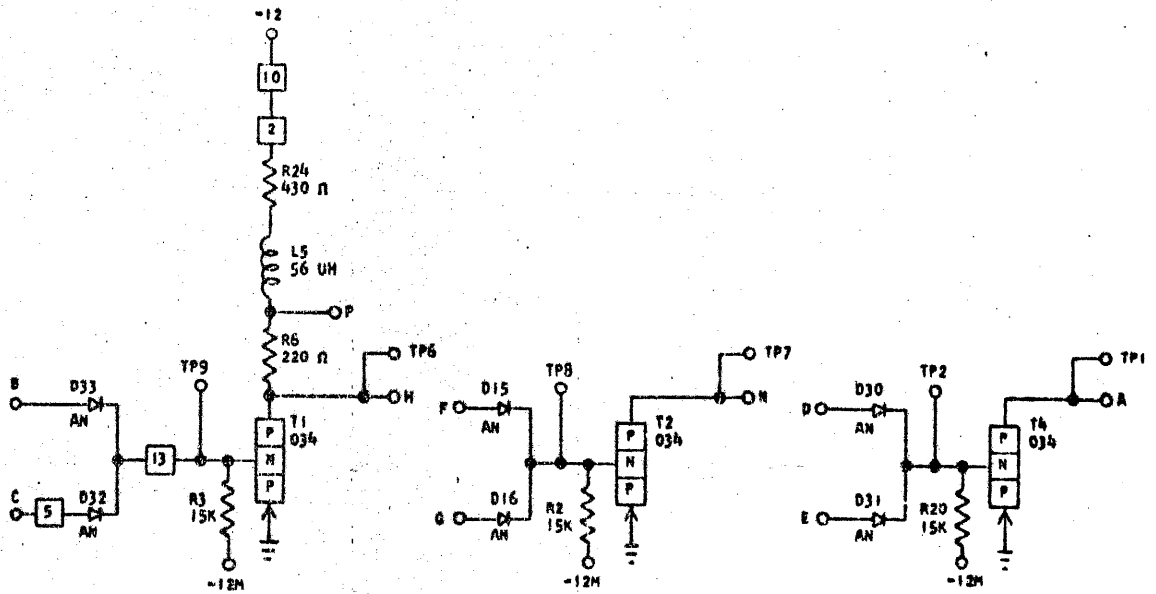 -12
10
2
R24
430 Ω
L5
56 UH
P
R6
220 Ω
TP6
H
TP9
B
D33
AN
T1
034
P
N
P
13
C
5
D32
AN
R3
15K
-12M
TP7
N
TP8
F
D15
AN
T2
034
P
N
P
G
D16
AN
R2
15K
-12M
TP1
A
TP2
D
D30
AN
T4
034
P
N
P
E
D31
AN
R20
15K
-12M